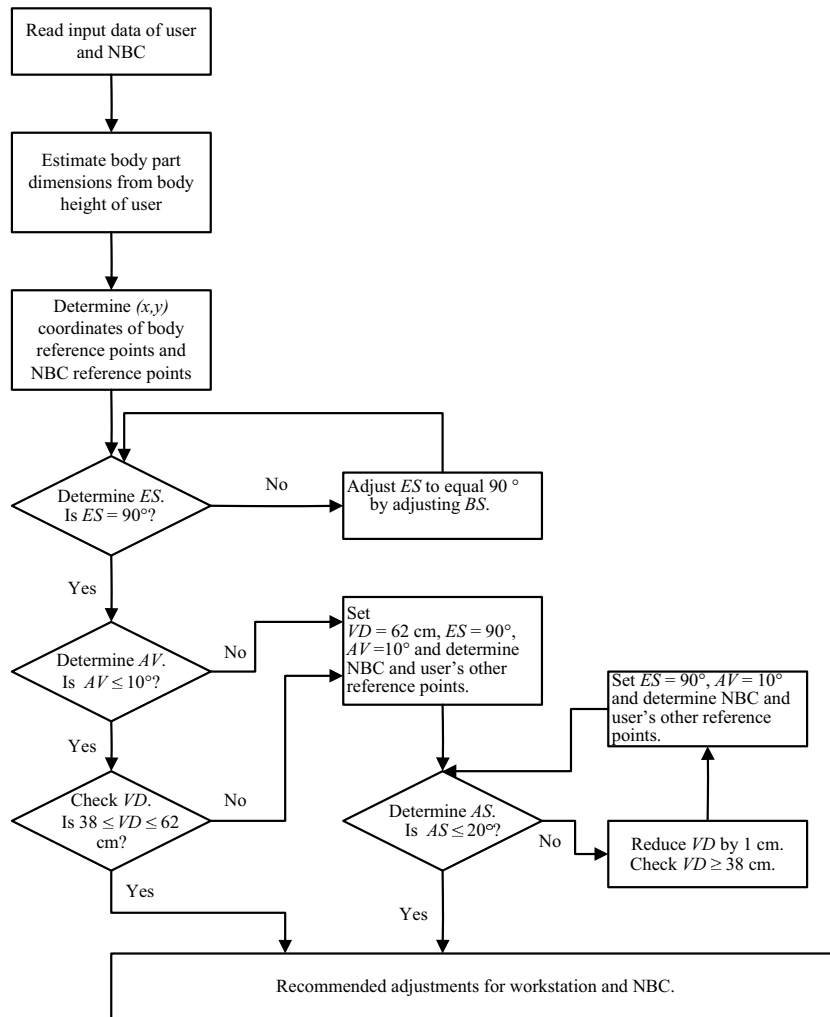 Read input data of user
and NBC
Estimate body part
dimensions from body
height of user
Determine (x,y)
coordinates of body
reference points and
NBC reference points
Determine ES.
Is ES = 90°?
No
Adjust ES to equal 90 °
by adjusting BS.
Yes
Determine AV.
Is AV ≤ 10°?
No
Set
VD = 62 cm, ES = 90°,
AV =10° and determine
NBC and user's other
reference points.
Set ES = 90°, AV = 10°
and determine NBC and
user's other reference
points.
Yes
Check VD.
Is 38 ≤ VD ≤ 62
cm?
No
Determine AS.
Is AS ≤ 20°?
No
Reduce VD by 1 cm.
Check VD ≥ 38 cm.
Yes
Yes
Recommended adjustments for workstation and NBC.